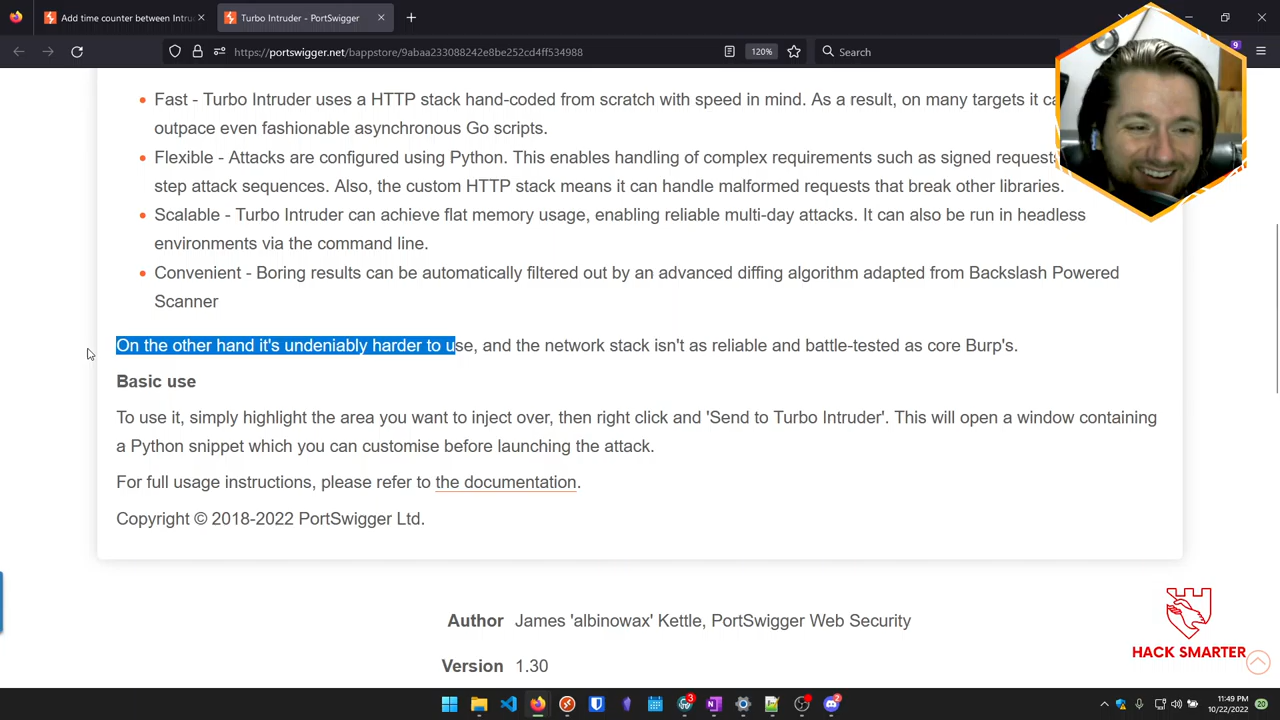 Add time counter between Intru
Turbo Intruder - PortSwigger
https://portswigger.net/bappstore/9abaa233088242e8be252cd4ff534988
120%
Search
9
Fast - Turbo Intruder uses a HTTP stack hand-coded from scratch with speed in mind. As a result, on many targets it ca
outpace even fashionable asynchronous Go scripts.
Flexible - Attacks are configured using Python. This enables handling of complex requirements such as signed requests
step attack sequences. Also, the custom HTTP stack means it can handle malformed requests that break other libraries.
Scalable - Turbo Intruder can achieve flat memory usage, enabling reliable multi-day attacks. It can also be run in headless
environments via the command line.
Convenient - Boring results can be automatically filtered out by an advanced diffing algorithm adapted from Backslash Powered
Scanner
On the other hand it's undeniably harder to use, and the network stack isn't as reliable and battle-tested as core Burp's.
Basic use
To use it, simply highlight the area you want to inject over, then right click and 'Send to Turbo Intruder'. This will open a window containing
a Python snippet which you can customise before launching the attack.
For full usage instructions, please refer to the documentation.
Copyright © 2018-2022 PortSwigger Ltd.
Author James 'albinowax' Kettle, PortSwigger Web Security
HACK SMARTER
Version 1.30
3
2
11:49 PM
10/22/2022
20